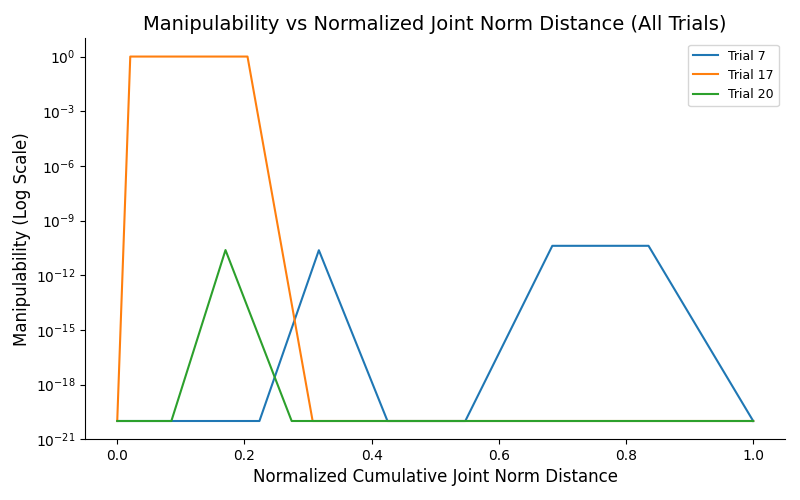 Manipulability vs Normalized Joint Norm Distance (All Trials)
Trial 7
Trial 17
Trial 20
Manipulability (Log Scale)
10⁰
10⁻³
10⁻⁶
10⁻⁹
10⁻¹²
10⁻¹⁵
10⁻¹⁸
10⁻²¹
0.0 0.2 0.4 0.6 0.8 1.0
Normalized Cumulative Joint Norm Distance